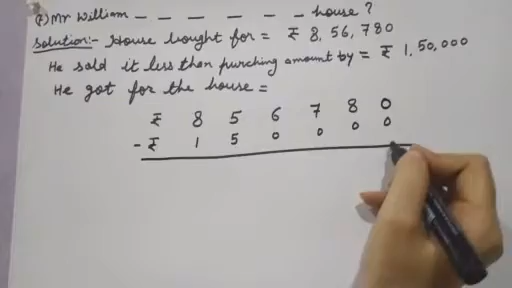 (7) Mr William _ _ _ _ _ _ house?
Solution:- House bought for = ₹ 8,56,780
He sold it less then purching amount by = ₹ 1,50,000
He got for the house =
₹ 8 5 6 7 8 0
- ₹ 1 5 0 0 0 0